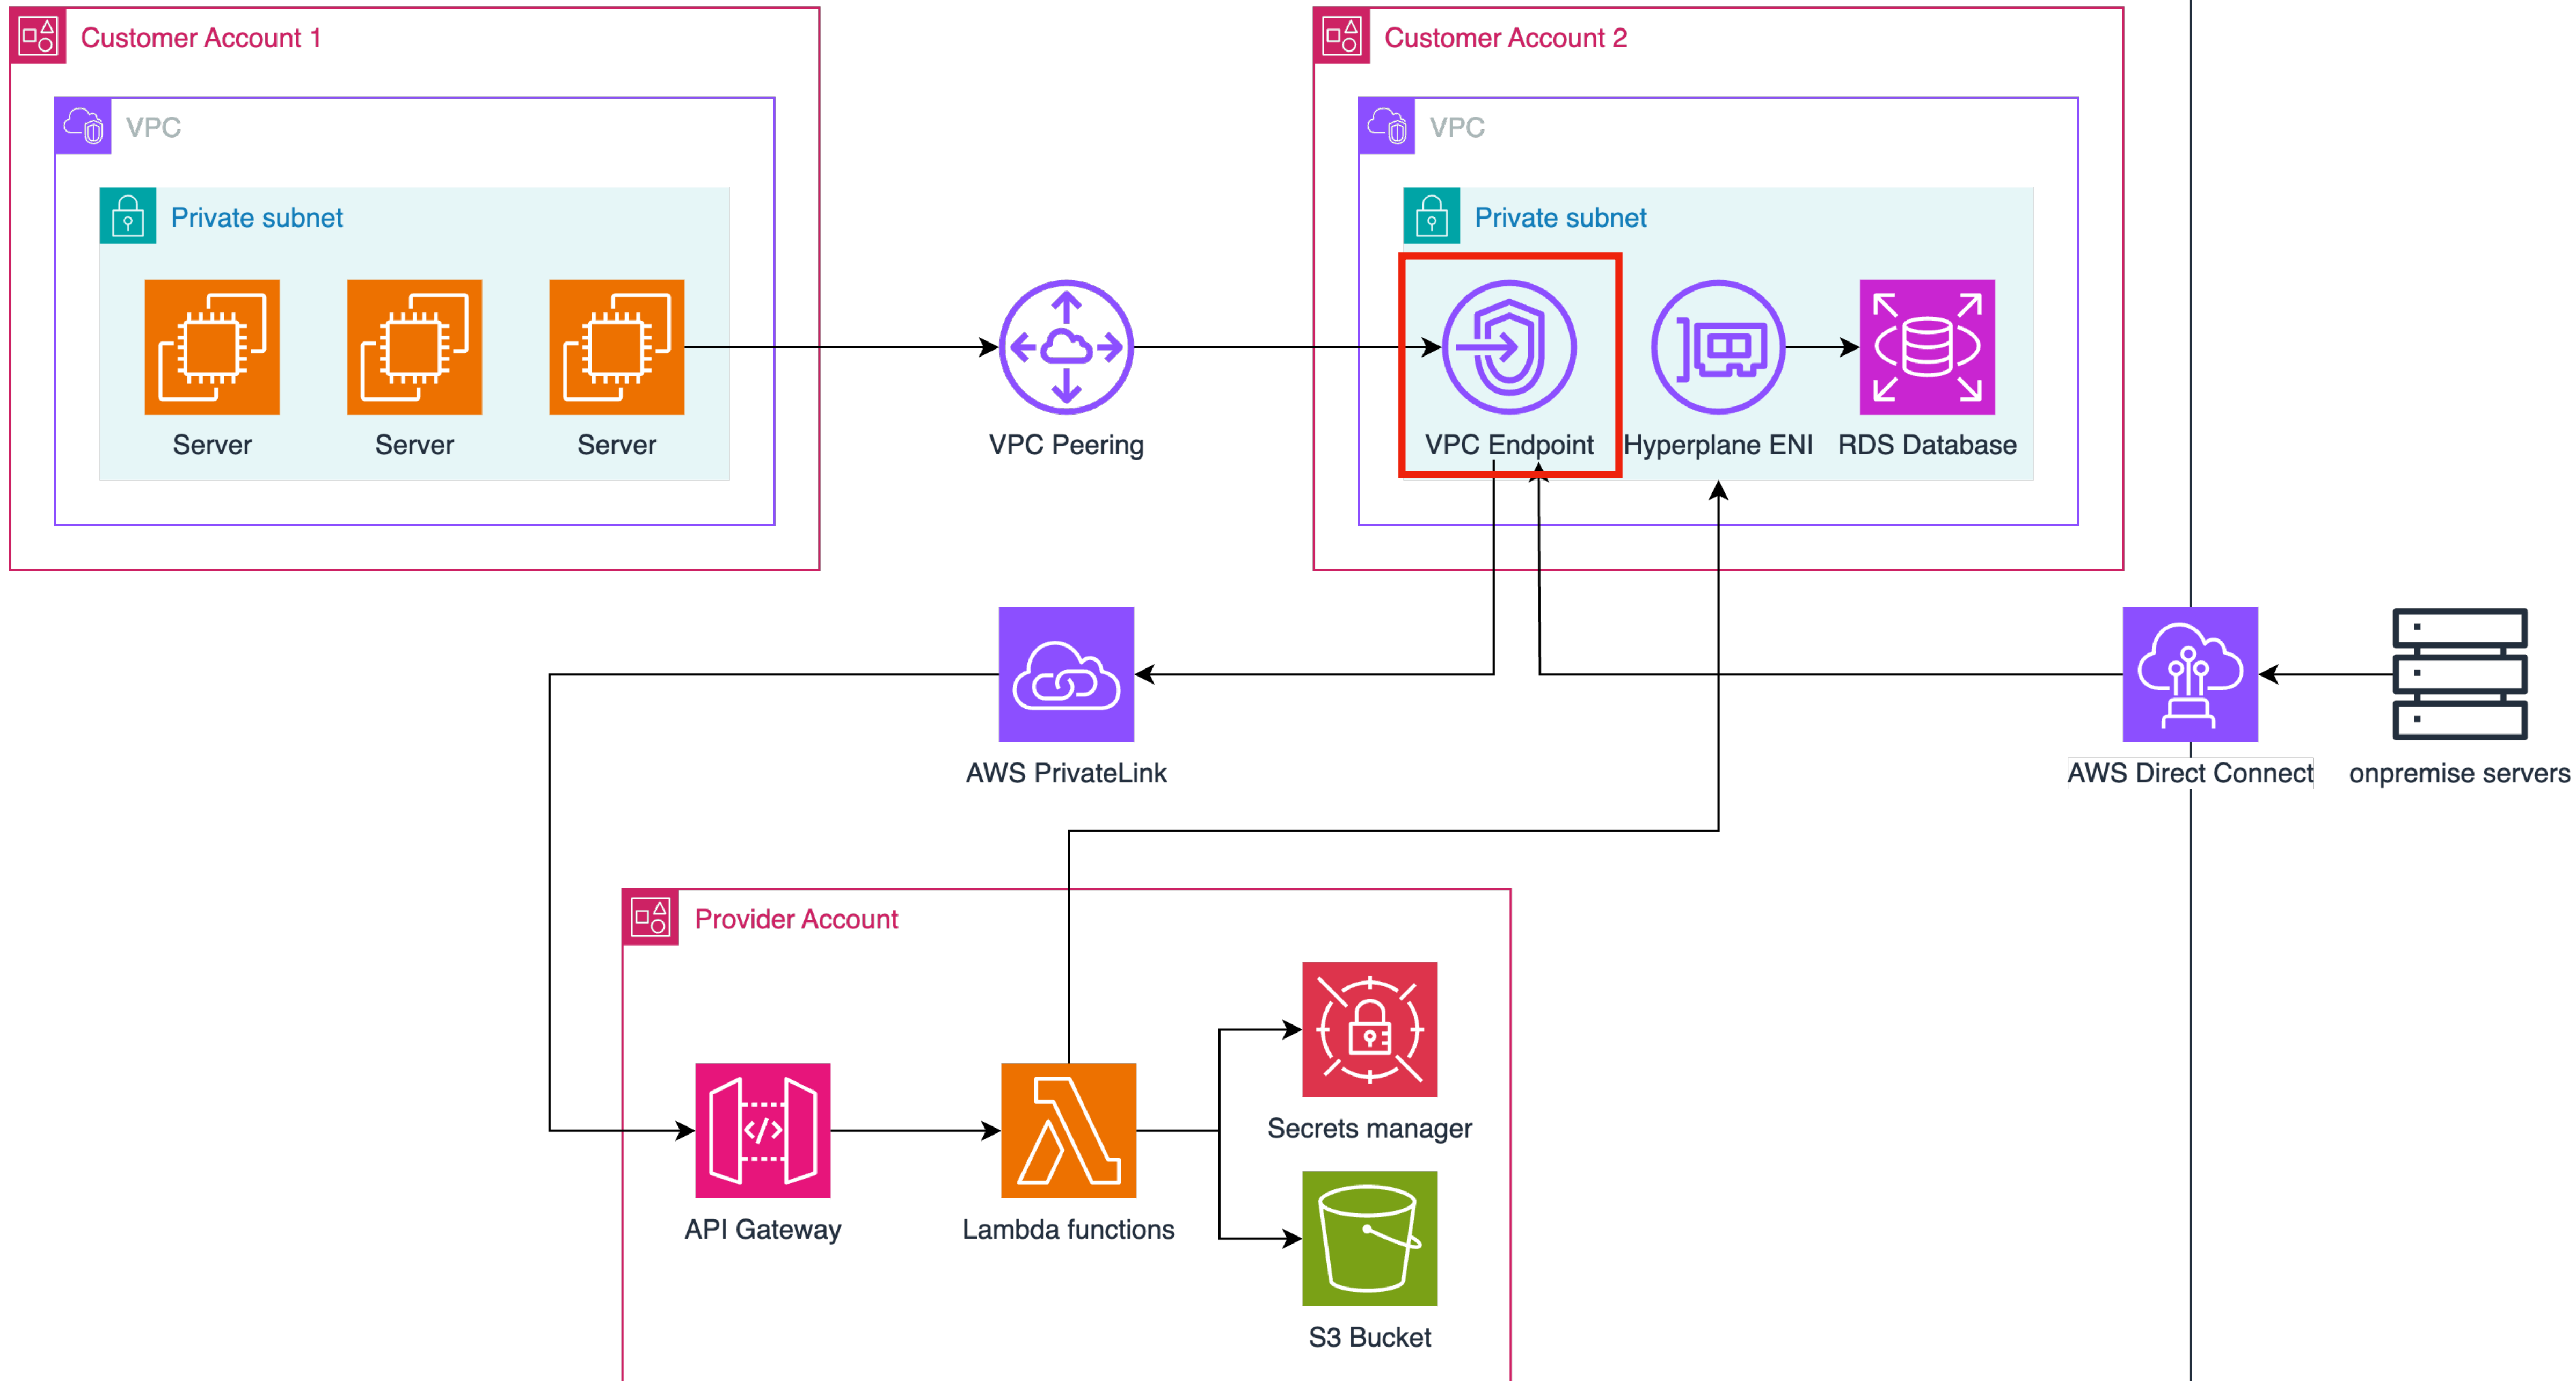 Customer Account 1
VPC
Private subnet
Server
Server
Server
VPC Peering
Customer Account 2
VPC
Private subnet
VPC Endpoint
Hyperplane ENI
RDS Database
AWS PrivateLink
AWS Direct Connect
onpremise servers
Provider Account
API Gateway
</>
Lambda functions
Secrets manager
S3 Bucket